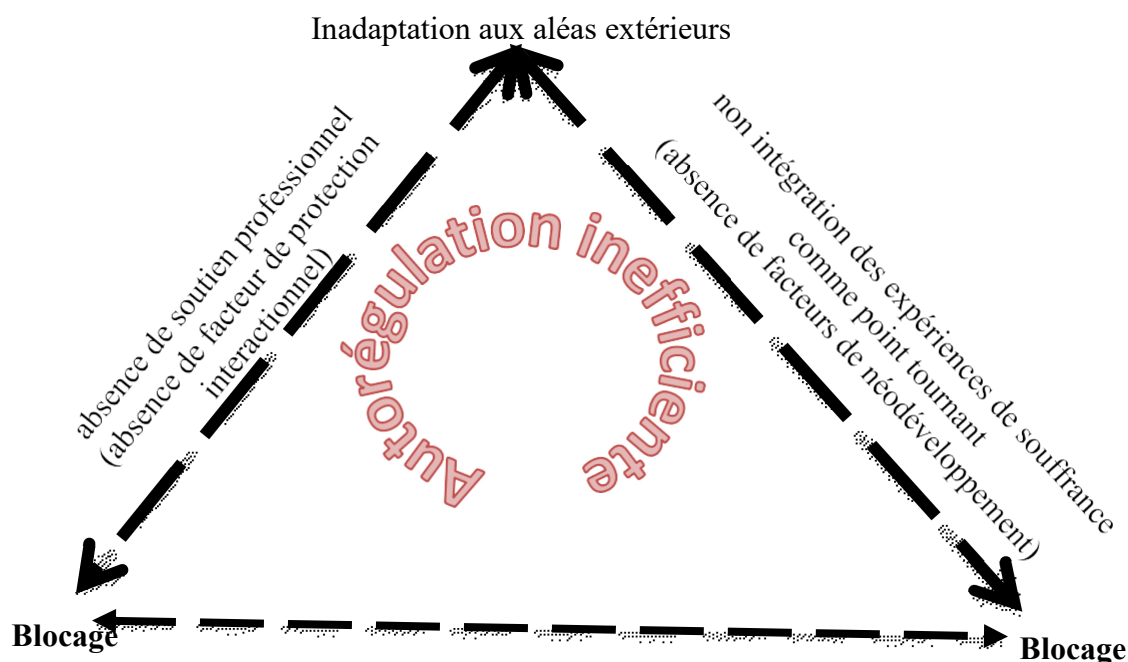 Inadaptation aux aléas extérieurs
absence de soutien professionnel
(absence de facteur de protection
interactionnel)
non intégration des expériences de souffrance
comme point tournant
(absence de facteurs de néodéveloppement)
Autorégulation inefficiente
Blocage
Blocage